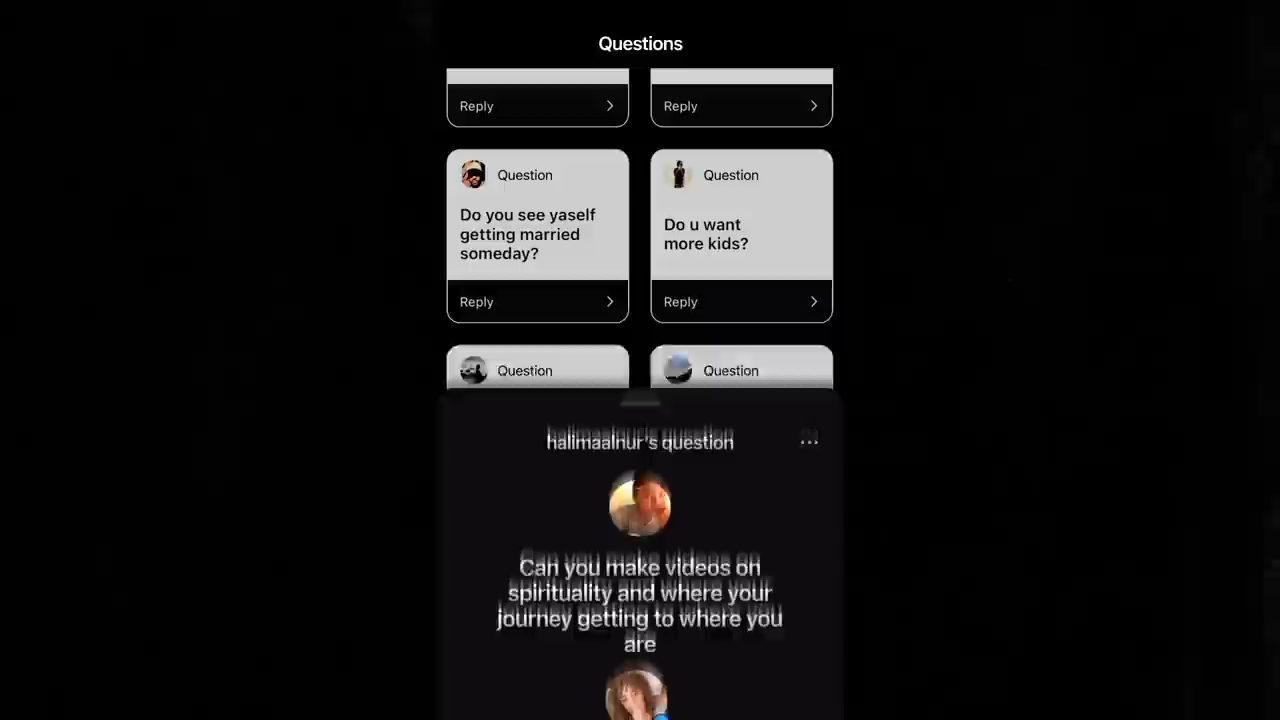 Questions
Reply
Reply
Question
Question
Do you see yaself
getting married
someday?
Do u want
more kids?
Reply
Reply
Question
Question
halimaalnur's question
Can you make videos on
spirituality and where your
journey getting to where you
are